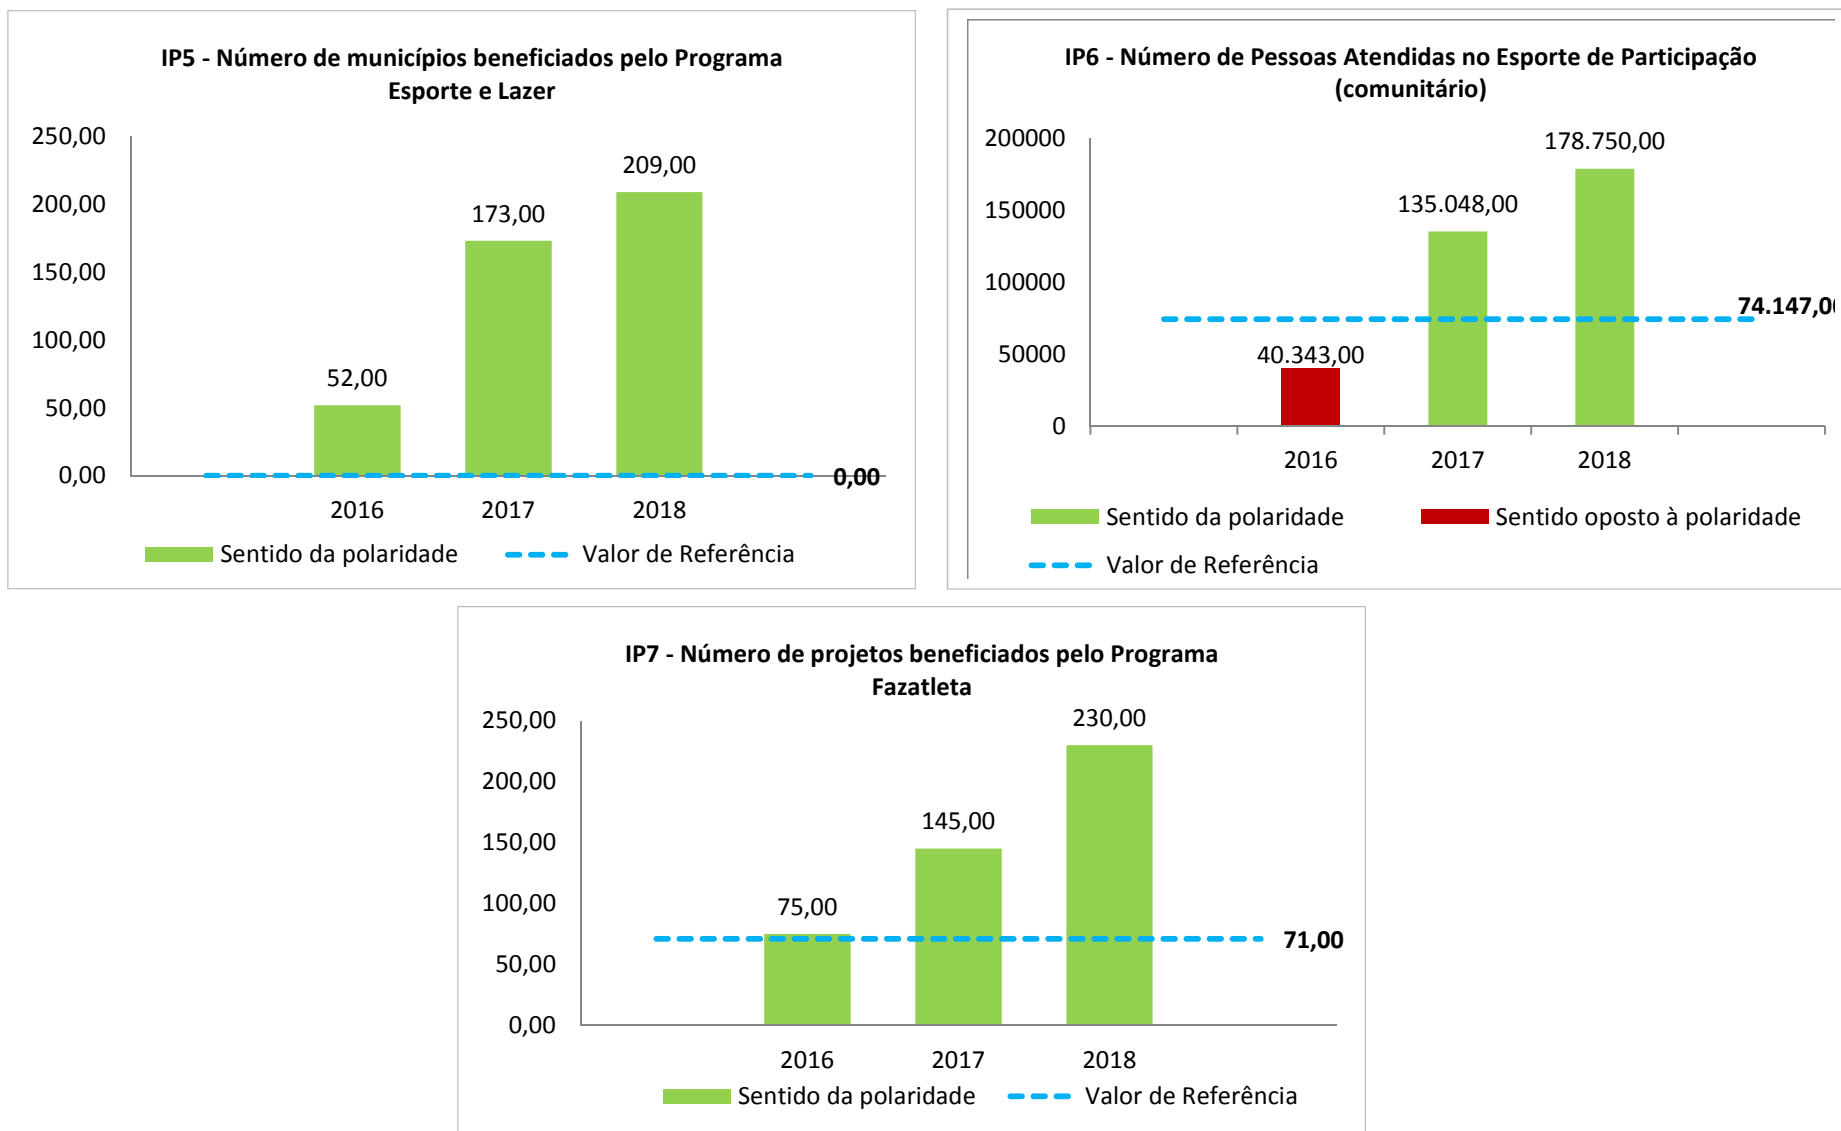 IP5 - Número de municípios beneficiados pelo Programa
Esporte e Lazer
250,00
200,00
150,00
100,00
50,00
0,00
52,00
173,00
209,00
0,00
2016
2017
2018
Sentido da polaridade
Valor de Referência
IP6 - Número de Pessoas Atendidas no Esporte de Participação
(comunitário)
200000
150000
100000
50000
0
40.343,00
135.048,00
178.750,00
74.147,00
2016
2017
2018
Sentido da polaridade
Sentido oposto à polaridade
Valor de Referência
IP7 - Número de projetos beneficiados pelo Programa
Fazatleta
250,00
200,00
150,00
100,00
50,00
0,00
75,00
145,00
230,00
71,00
2016
2017
2018
Sentido da polaridade
Valor de Referência